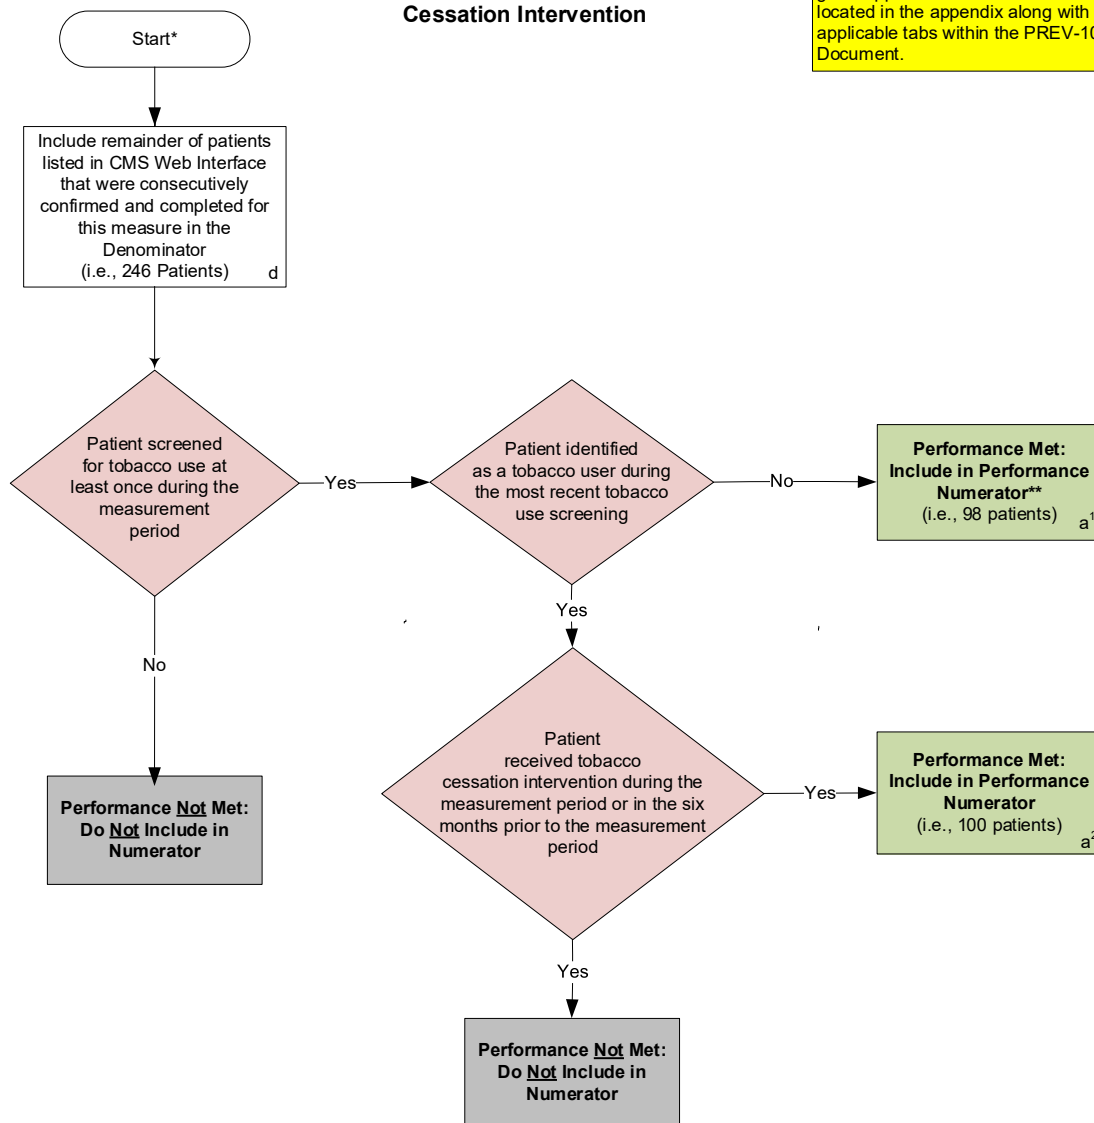 Cessation Intervention
located in the appendix along with
applicable tabs within the PREV-10
Document.
Start*
Include remainder of patients
listed in CMS Web Interface
that were consecutively
confirmed and completed for
this measure in the
Denominator
(i.e., 246 Patients) d
Patient screened
for tobacco use at
least once during the
measurement
period
Yes
Patient identified
as a tobacco user during
the most recent tobacco
use screening
No
Performance Met:
Include in Performance
Numerator**
(i.e., 98 patients) a¹
Yes
No
Patient
received tobacco
cessation intervention during the
measurement period or in the six
months prior to the measurement
period
Yes
Performance Met:
Include in Performance
Numerator
(i.e., 100 patients) a²
Performance Not Met:
Do Not Include in
Numerator
Yes
Performance Not Met:
Do Not Include in
Numerator